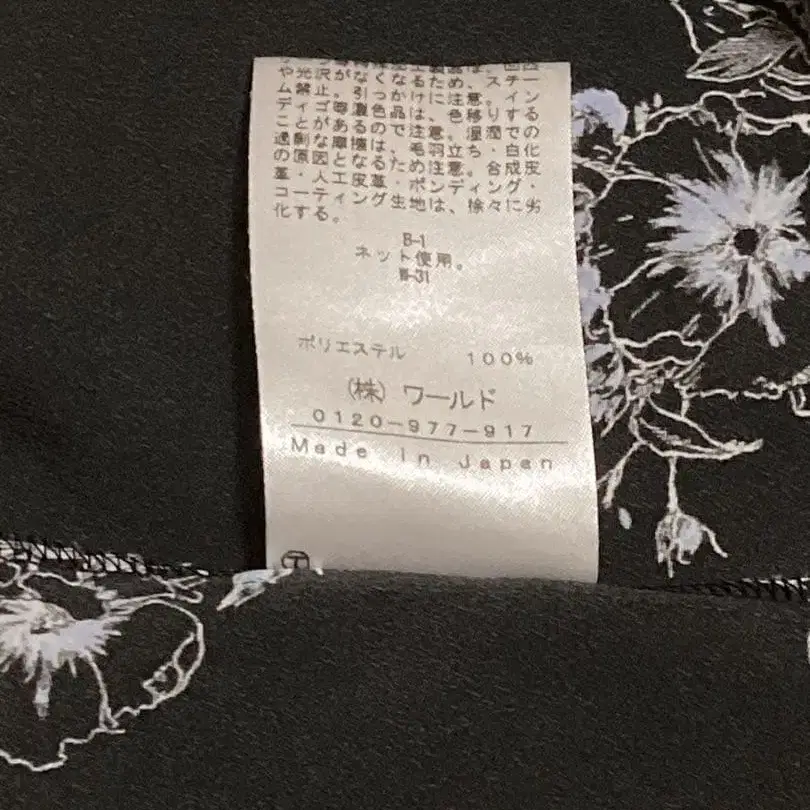 や光沢がなくなるため、スチー
ム禁止。引っかけに注意。イン
ディゴ等濃色品は、色移りする
ことがあるので注意。湿潤での
過剰な摩擦は、毛羽立ち・白化
の原因となるため注意。合成皮
革・人工皮革・ボンディング・
コーティング生地は、徐々に劣
化する。
B-1
ネット使用。
W-31
ポリエステル 100%
(株) ワールド
0120-977-917
Made in Japan